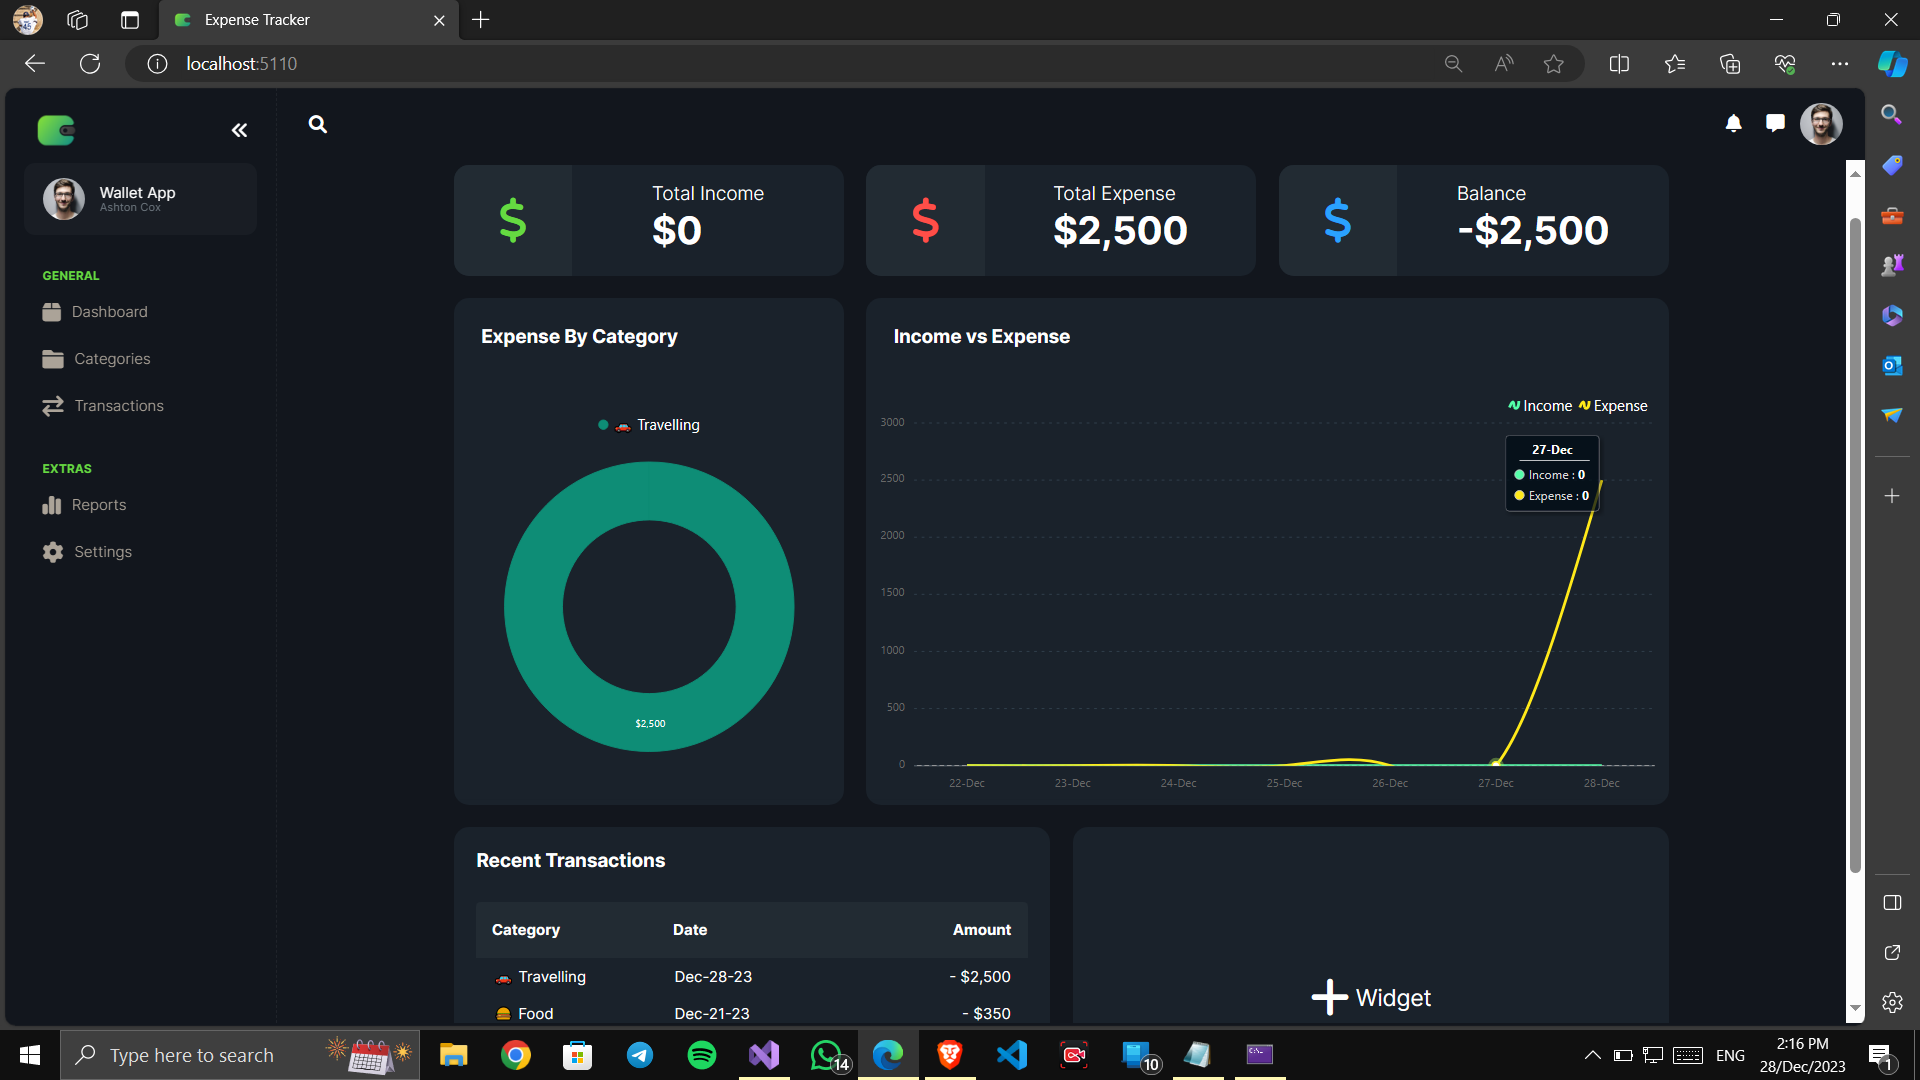 Expense Tracker
localhost:5110
Wallet App
Ashton Cox
GENERAL
Dashboard
Categories
Transactions
EXTRAS
Reports
Settings
Total Income
$0
Total Expense
$2,500
Balance
-$2,500
Expense By Category
Travelling
$2,500
Income vs Expense
Income Expense
3000
2500
2000
1500
1000
500
0
27-Dec
Income : 0
Expense : 0
22-Dec 23-Dec 24-Dec 25-Dec 26-Dec 27-Dec 28-Dec
Recent Transactions
Category Date Amount
Travelling Dec-28-23 - $2,500
Food Dec-21-23 - $350
Widget
Type here to search
14
10
ENG
2:16 PM
28/Dec/2023
1